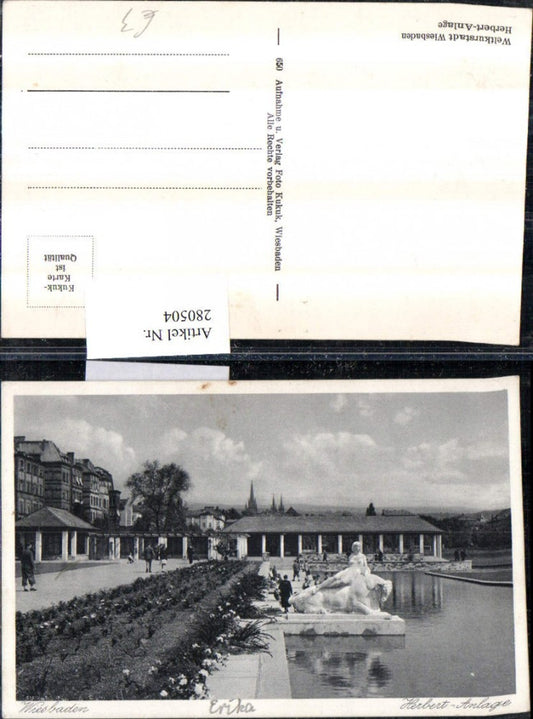 Weltkurstadt Wiesbaden
Herbert-Anlage
650 Aufnahme u. Verlag Foto Kukuk, Wiesbaden
Alle Rechte vorbehalten
Kukuk-
Karte
ist
Qualität
Artikel Nr.
280504
Wiesbaden
Erika
Herbert-Anlage